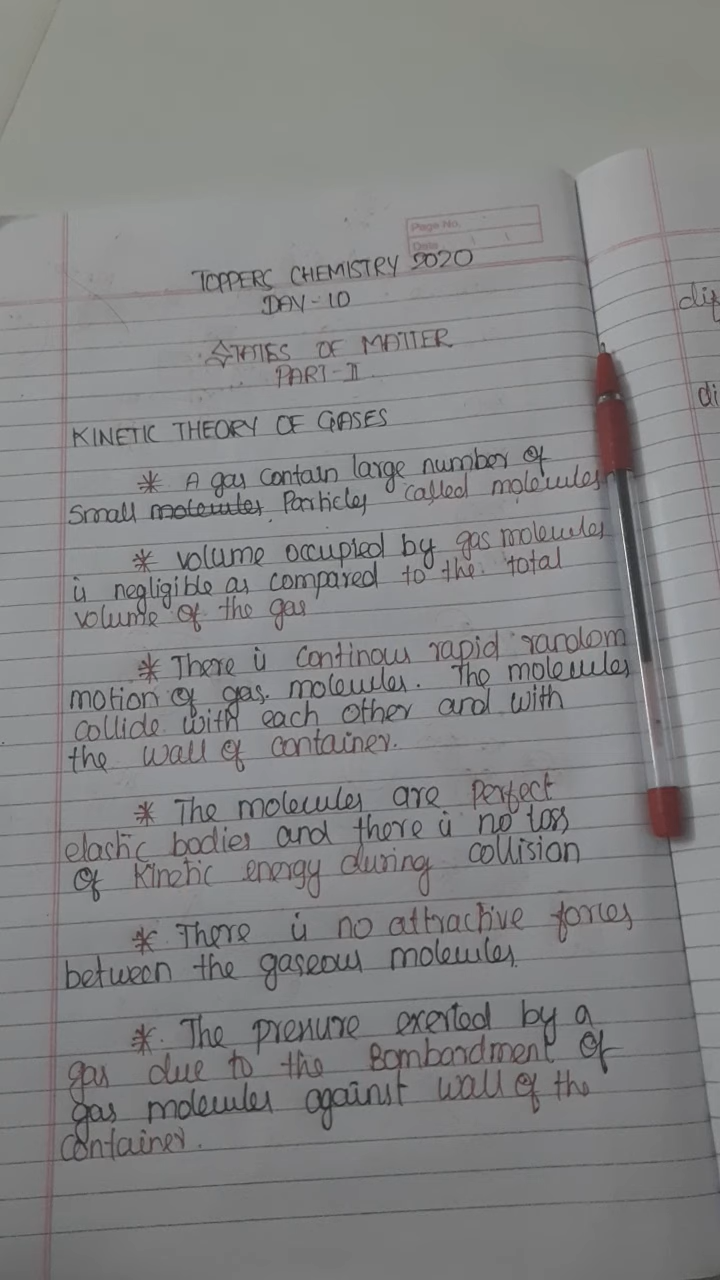 Page No.
Date
TOPPERS CHEMISTRY 2020
DAY-10
STATES OF MATTER
PART-II
KINETIC THEORY OF GASES
* A gas contain large number of
small molecules Particles called molecules
* volume occupied by gas molecules
is negligible as compared to the total
volume of the gas
* There is continous rapid random
motion of gas molecules. The molecules
collide with each other and with
the wall of container.
* The molecules are Perfect
elastic bodies and there is no loss
of kinetic energy during collision
* There is no attractive forces
between the gaseous molecules.
* The pressure exerted by a
gas due to the Bombardment of
gas molecules against wall of the
container.
dif
di